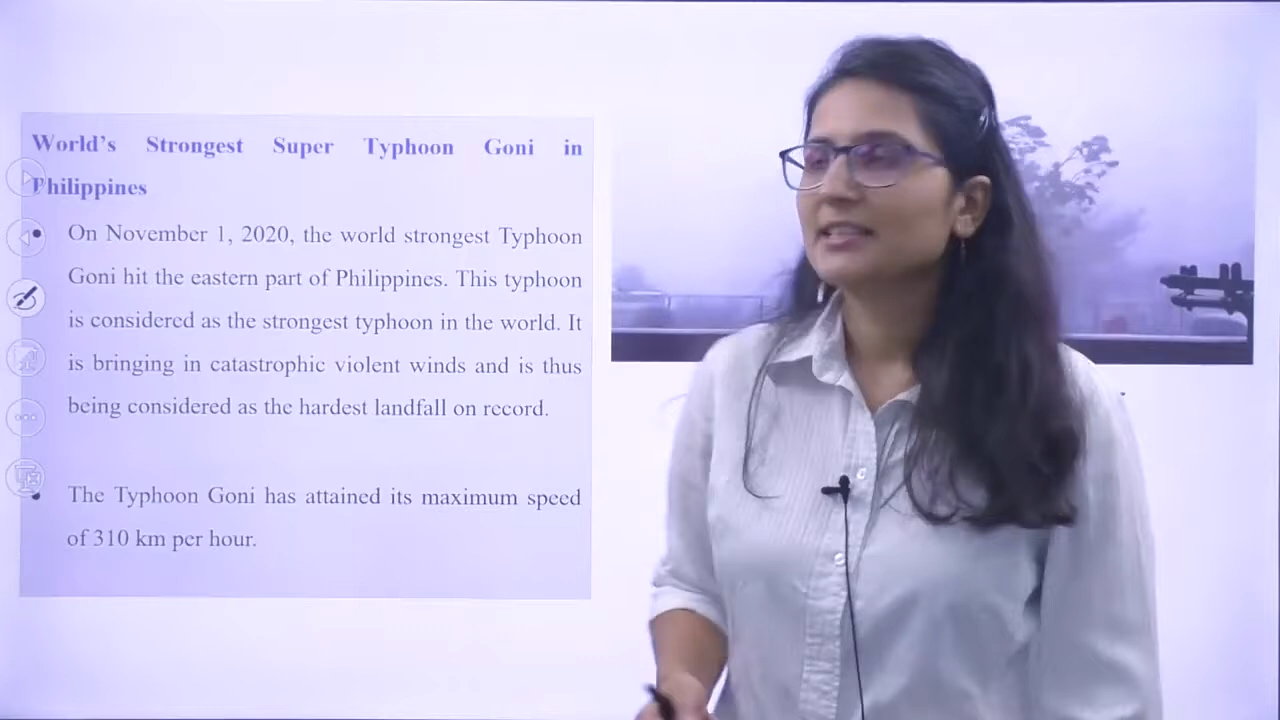 World’s Strongest Super Typhoon Goni in
Philippines
On November 1, 2020, the world strongest Typhoon
Goni hit the eastern part of Philippines. This typhoon
is considered as the strongest typhoon in the world. It
is bringing in catastrophic violent winds and is thus
being considered as the hardest landfall on record.
The Typhoon Goni has attained its maximum speed
of 310 km per hour.